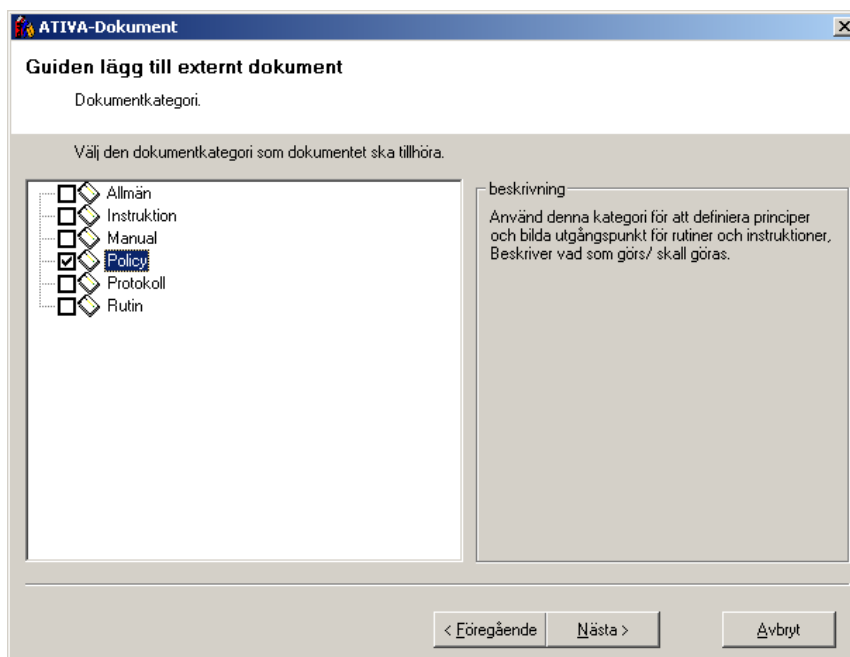 ATIVA-Dokument
Guiden lägg till externt dokument
Dokumentkategori.
Välj den dokumentkategori som dokumentet ska tillhöra.
Allmän
Instruktion
Manual
Policy
Protokoll
Rutin
beskrivning
Använd denna kategori för att definiera principer
och bilda utgångspunkt för rutiner och instruktioner,
Beskriver vad som görs/ skall göras.
< Föregående
Nästa >
Avbryt